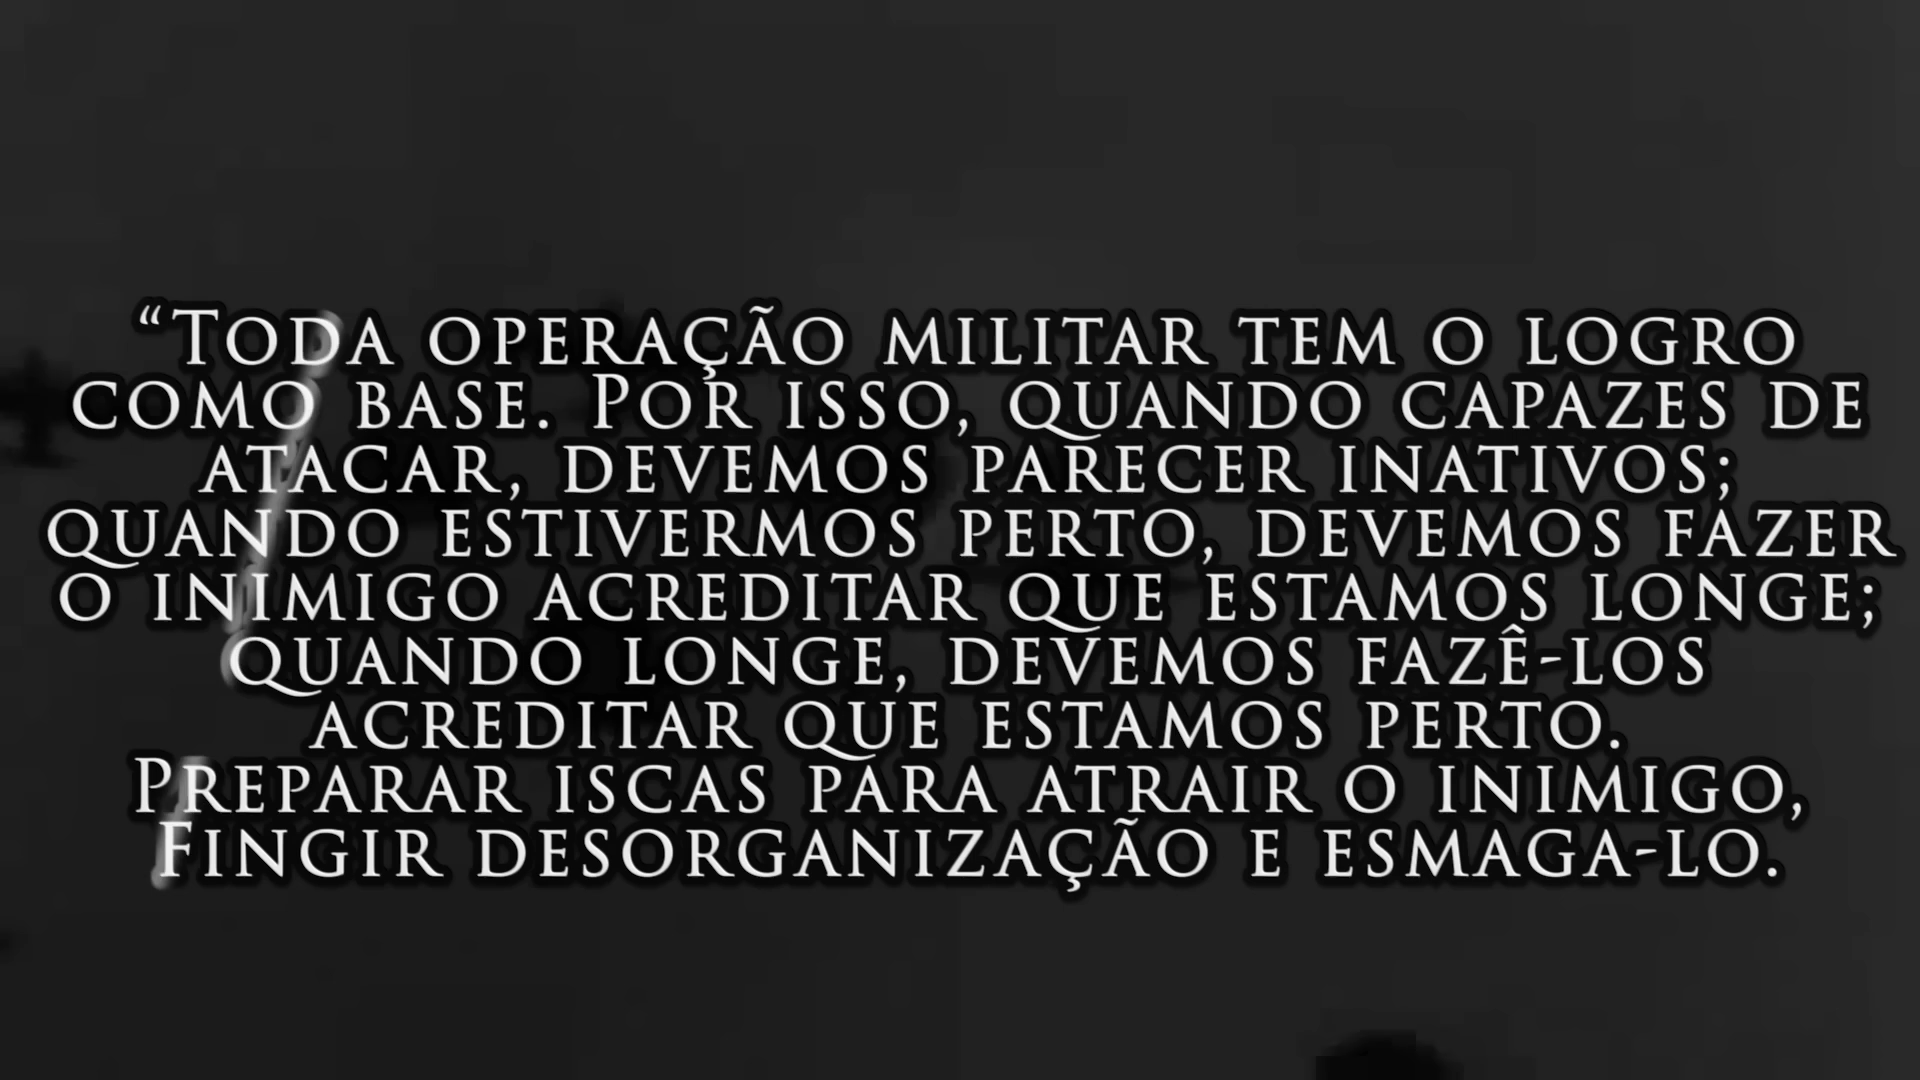 “Toda operação militar tem o logro
como base. Por isso, quando capazes de
atacar, devemos parecer inativos;
quando estivermos perto, devemos fazer
o inimigo acreditar que estamos longe;
quando longe, devemos fazê-los
acreditar que estamos perto.
Preparar iscas para atrair o inimigo,
Fingir desorganização e esmaga-lo.